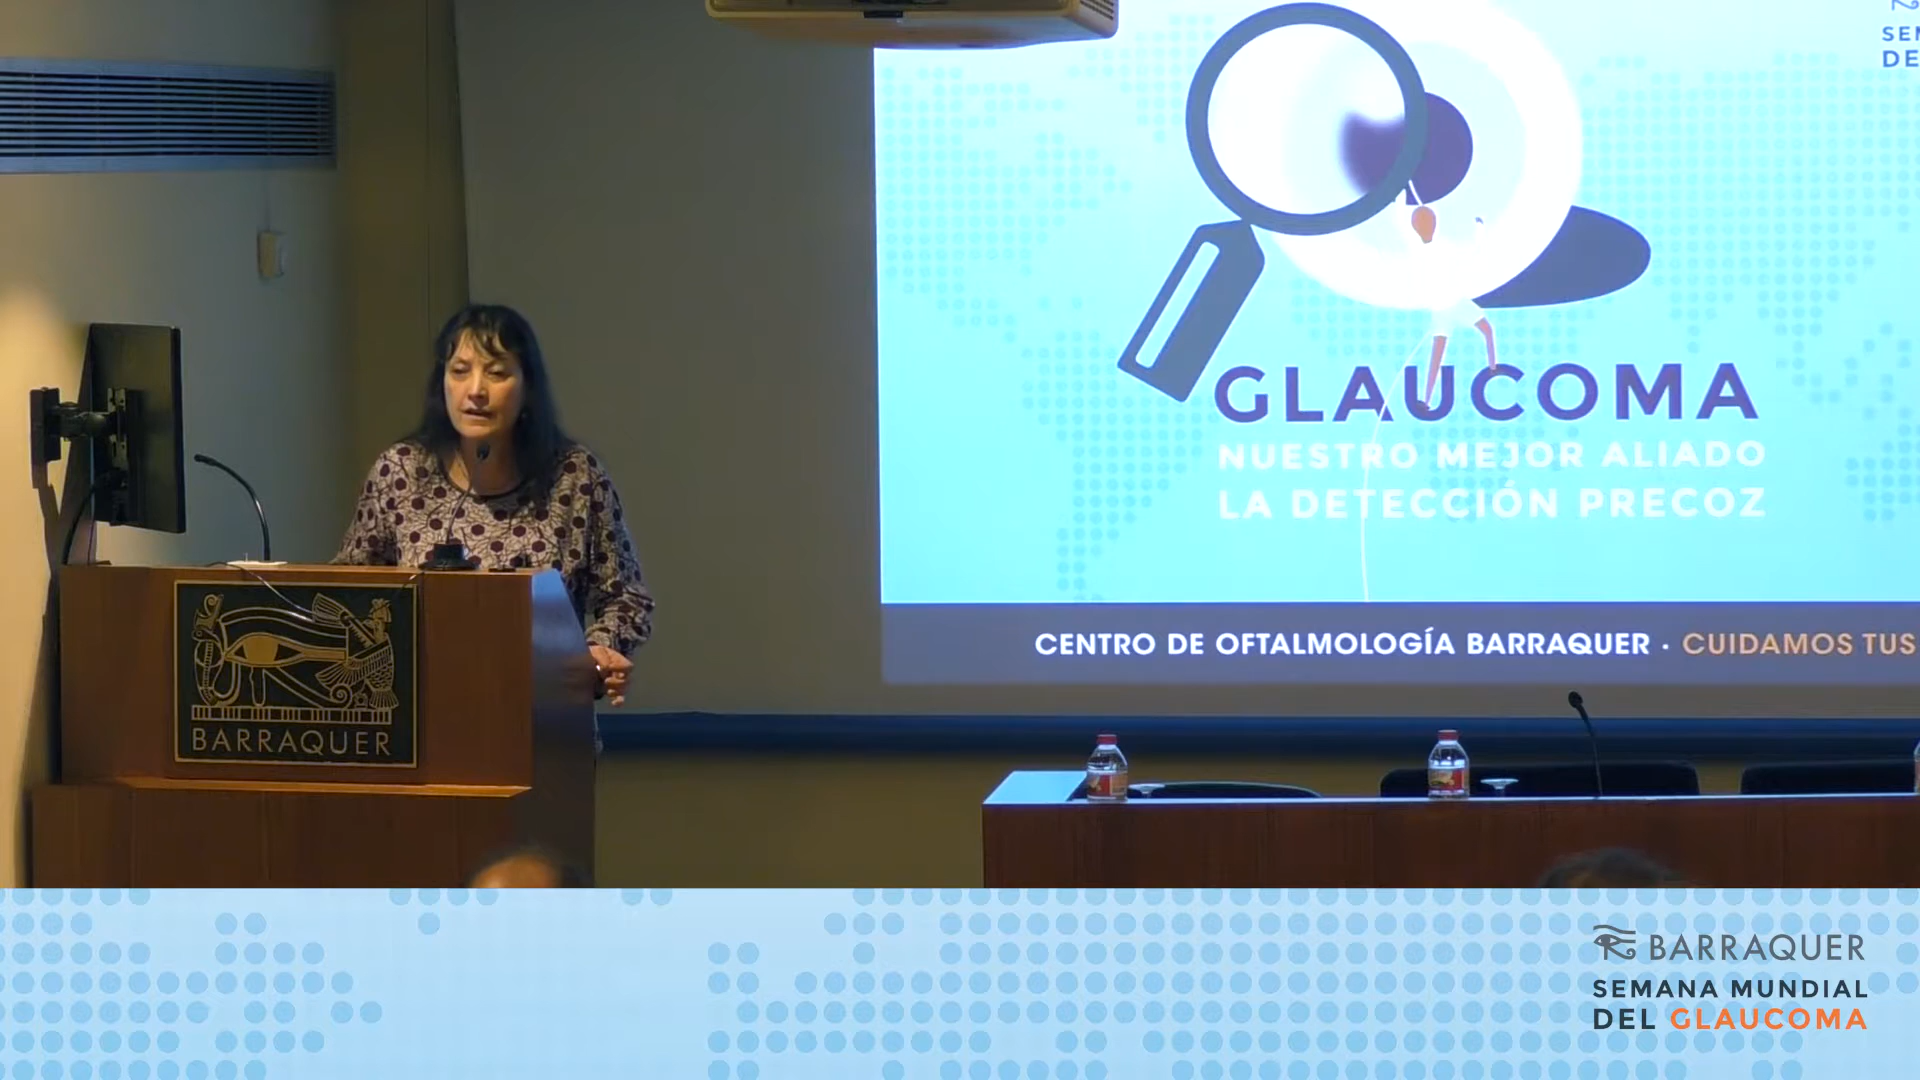 SEM
DE
GLAUCOMA
NUESTRO MEJOR ALIADO
LA DETECCIÓN PRECOZ
CENTRO DE OFTALMOLOGÍA BARRAQUER · CUIDAMOS TUS
BARRAQUER
BARRAQUER
SEMANA MUNDIAL
DEL GLAUCOMA